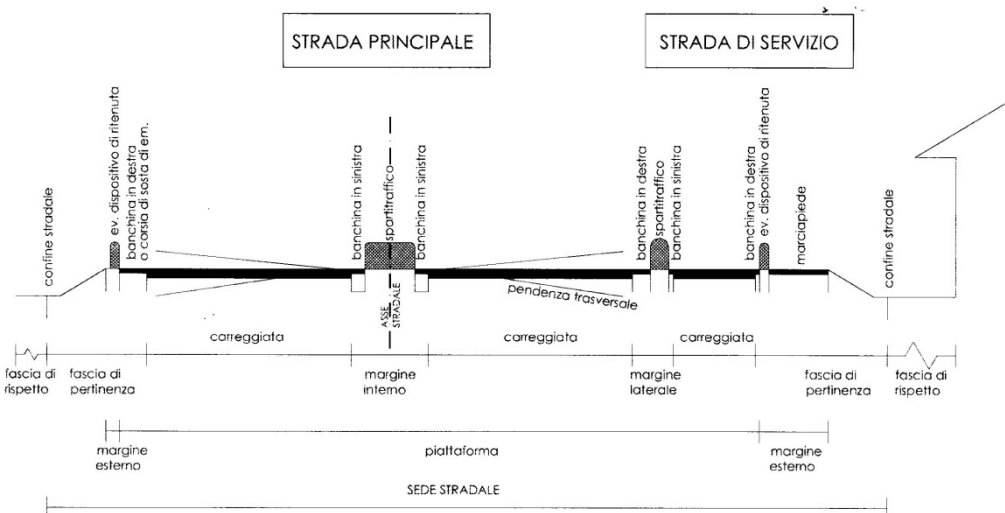 STRADA PRINCIPALE
STRADA DI SERVIZIO
confine stradale
ev. dispositivo di ritenuta
banchina in destra
o corsia di sosta di em.
banchina in sinistra
spartitraffico
banchina in sinistra
banchina in destra
spartitraffico
banchina in sinistra
banchina in destra
ev. dispositivo di ritenuta
marciapiede
confine stradale
pendenza trasversale
ASSE
STRADALE
carreggiata
carreggiata
carreggiata
fascia di
rispetto
fascia di
pertinenza
margine
interno
margine
laterale
fascia di
pertinenza
fascia di
rispetto
margine
esterno
piattaforma
margine
esterno
SEDE STRADALE